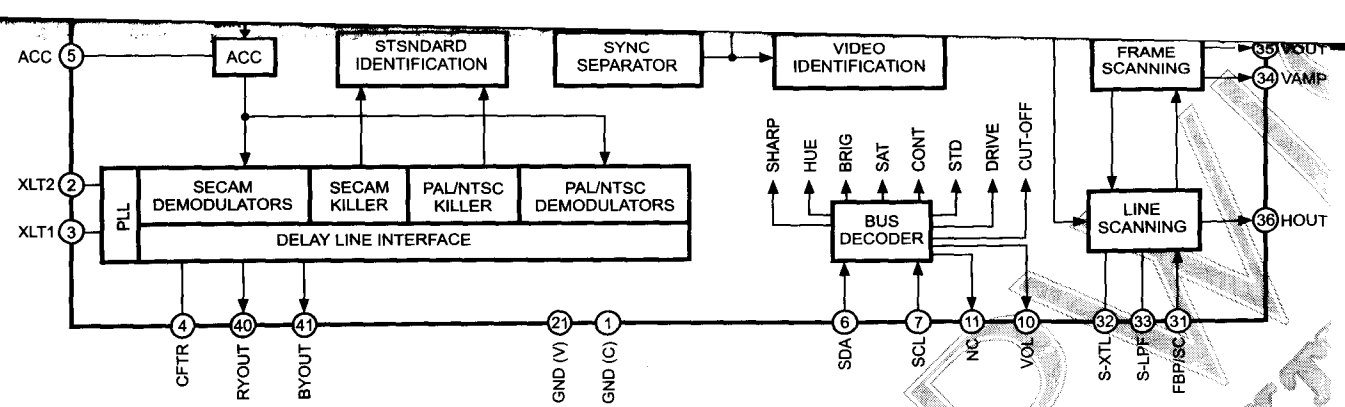 ACC
5
ACC
STSNDARD
IDENTIFICATION
SYNC
SEPARATOR
VIDEO
IDENTIFICATION
FRAME
SCANNING
35
VOUT
34
VAMP
XLT2
2
XLT1
3
PLL
SECAM
DEMODULATORS
SECAM
KILLER
PAL/NTSC
KILLER
PAL/NTSC
DEMODULATORS
DELAY LINE INTERFACE
SHARP
HUE
BRIG
SAT
CONT
STD
DRIVE
CUT-OFF
BUS
DECODER
LINE
SCANNING
36
HOUT
4
40
41
21
1
6
7
11
10
32
33
31
CFTR
RYOUT
BYOUT
GND (V)
GND (C)
SDA
SCL
NC
VOL
S-XTL
S-LPF
FBP/SC